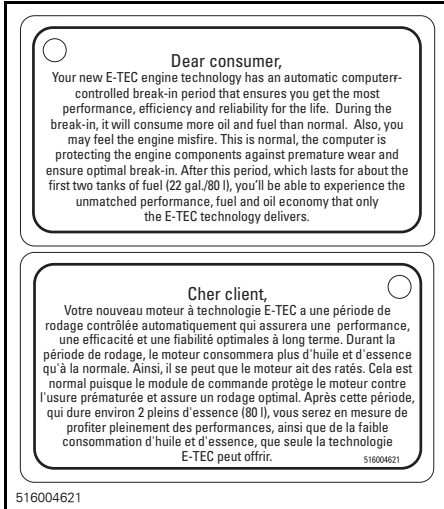 Dear consumer,
Your new E-TEC engine technology has an automatic computerr-
controlled break-in period that ensures you get the most
performance, efficiency and reliability for the life.  During the
break-in, it will consume more oil and fuel than normal.  Also, you
may feel the engine misfire. This is normal, the computer is
protecting the engine components against premature wear and
ensure optimal break-in. After this period, which lasts for about the
first two tanks of fuel (22 gal./80 l), you'll be able to experience the
unmatched performance, fuel and oil economy that only
the E-TEC technology delivers.
Cher client,
Votre nouveau moteur à technologie E-TEC a une période de
rodage contrôlée automatiquement qui assurera une  performance,
une efficacité et une fiabilité optimales à long terme. Durant la
période de rodage, le moteur consommera plus d'huile et d'essence
qu'à la normale. Ainsi, il se peut que le moteur ait des ratés. Cela est
normal puisque le module de commande protège le moteur contre
l'usure prématurée et assure un rodage optimal. Après cette période,
qui dure environ 2 pleins d'essence (80 l), vous serez en mesure de
profiter pleinement des performances, ainsi que de la faible
consommation d'huile et d'essence, que seule la technologie
E-TEC peut offrir.
516004621
516004621